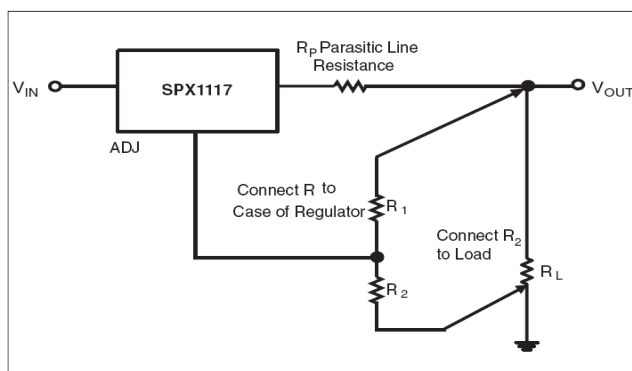 R_P Parasitic Line
Resistance
V_IN
SPX1117
V_OUT
ADJ
Connect R to
Case of Regulator
R_1
Connect R_2
to Load
R_2
R_L